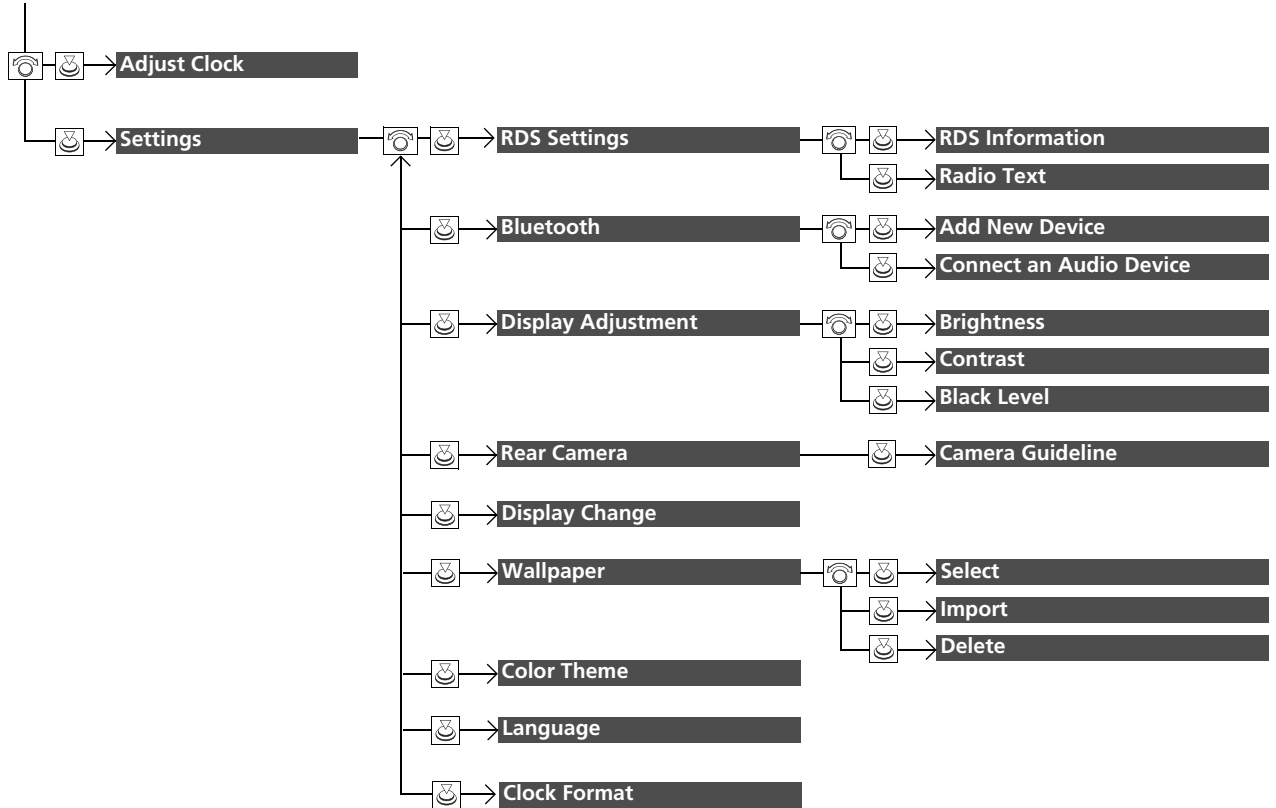 Adjust Clock
Settings
RDS Settings
RDS Information
Radio Text
Bluetooth
Add New Device
Connect an Audio Device
Display Adjustment
Brightness
Contrast
Black Level
Rear Camera
Camera Guideline
Display Change
Wallpaper
Select
Import
Delete
Color Theme
Language
Clock Format